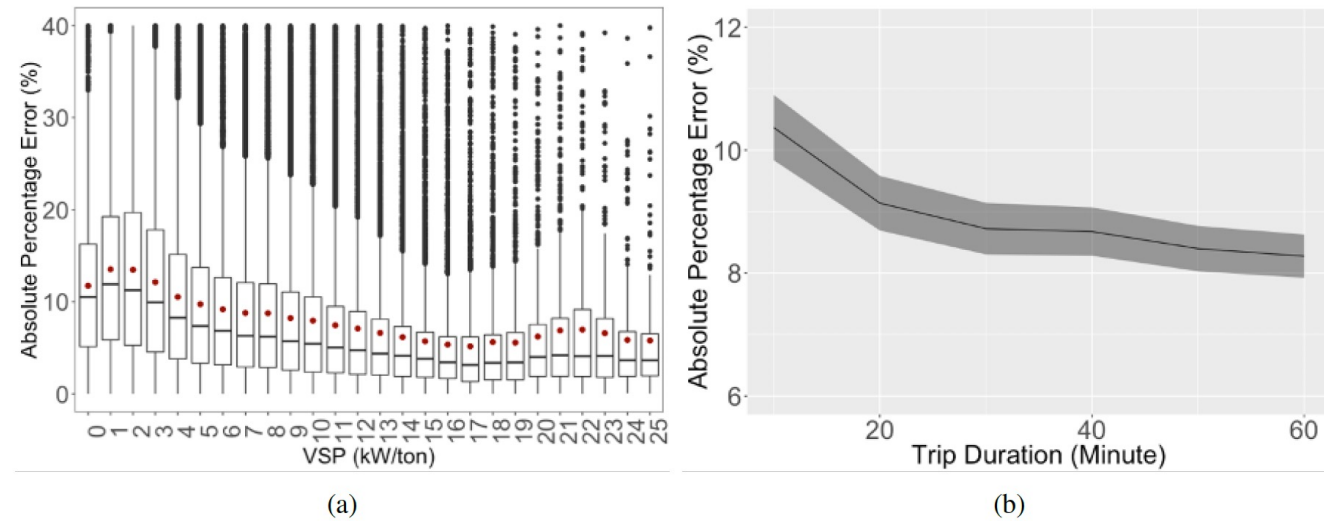 Absolute Percentage Error (%)
40
30
20
10
0
0 1 2 3 4 5 6 7 8 9 10 11 12 13 14 15 16 17 18 19 20 21 22 23 24 25
VSP (kW/ton)
(a)
Absolute Percentage Error (%)
12
10
8
6
20 40 60
Trip Duration (Minute)
(b)